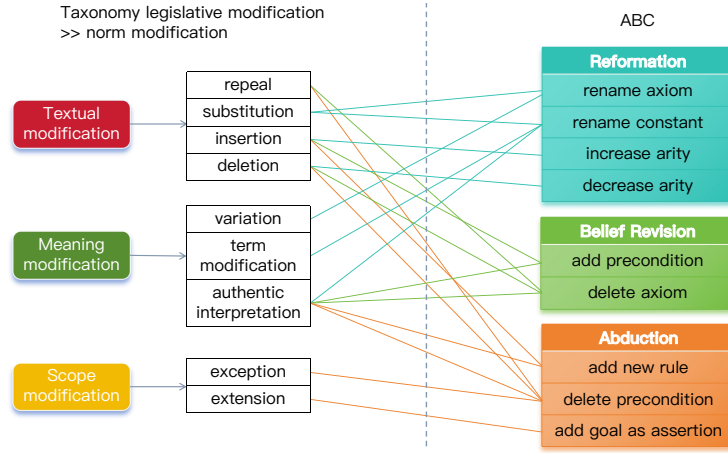 Taxonomy legislative modification
>> norm modification
ABC
Textual
modification
repeal
substitution
insertion
deletion
Meaning
modification
variation
term
modification
authentic
interpretation
Scope
modification
exception
extension
Reformation
rename axiom
rename constant
increase arity
decrease arity
Belief Revision
add precondition
delete axiom
Abduction
add new rule
delete precondition
add goal as assertion